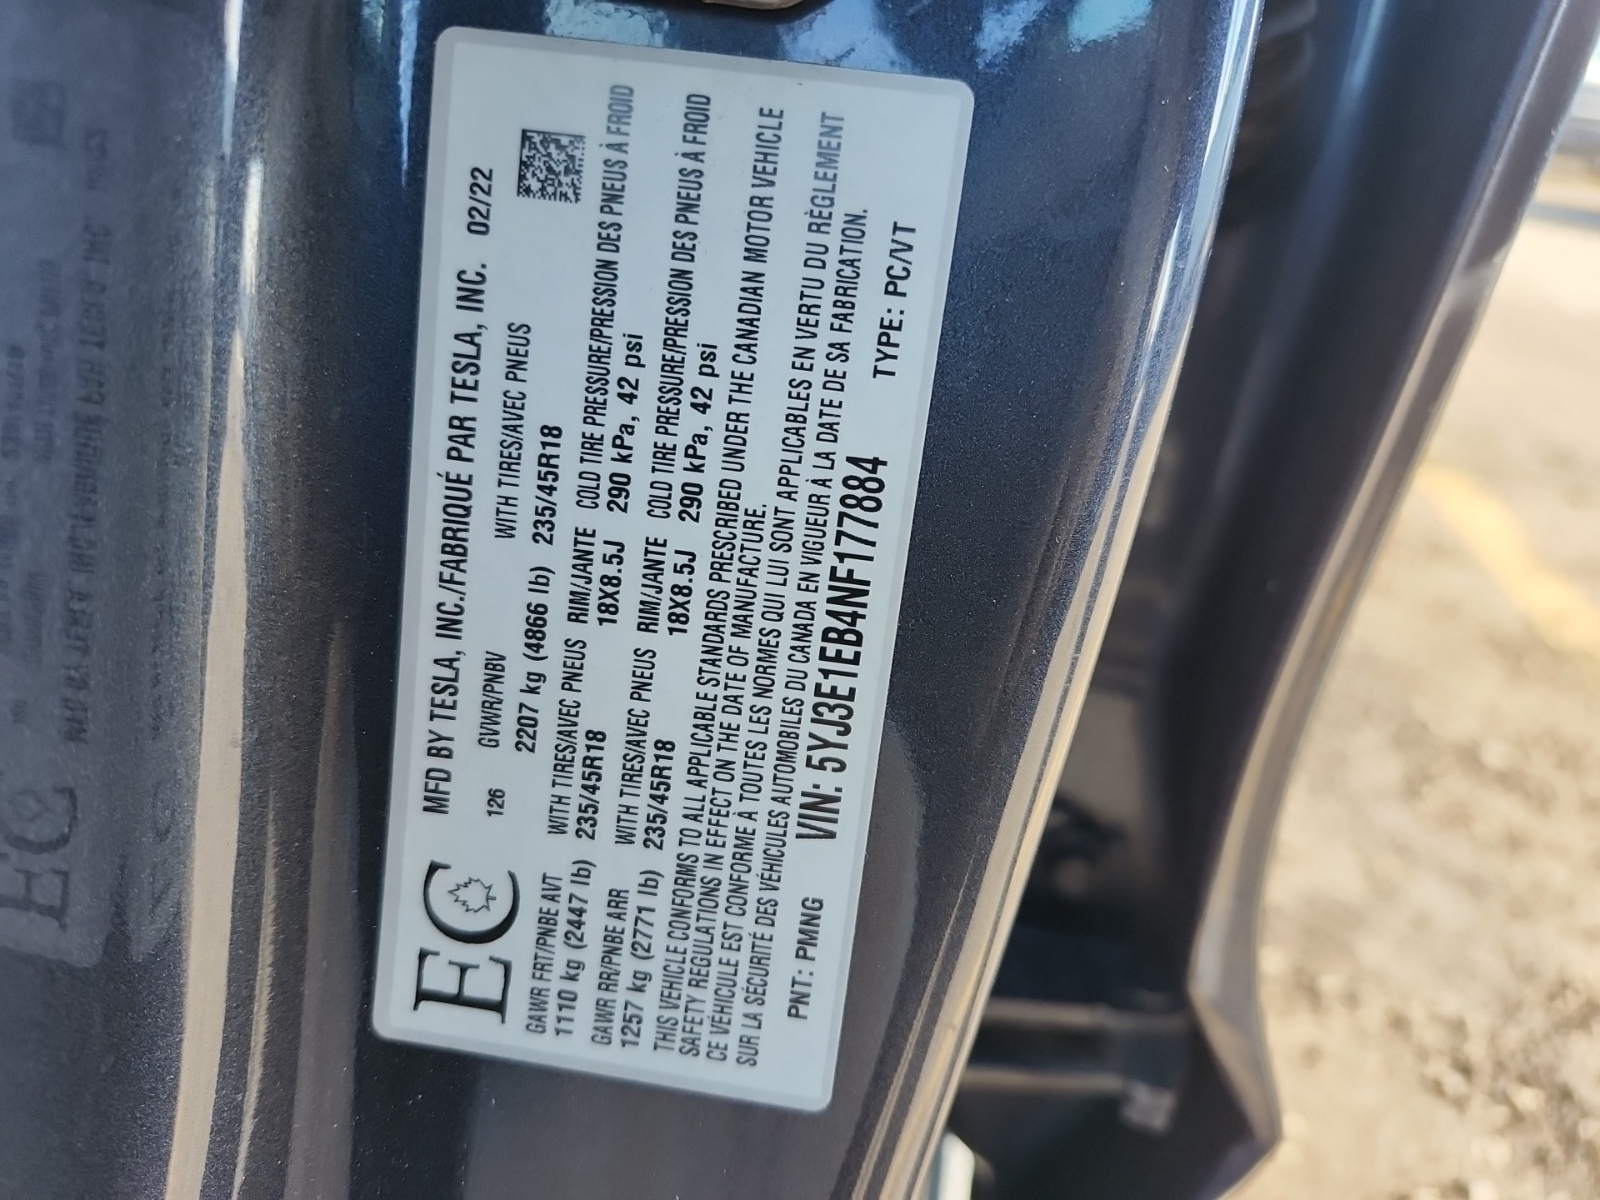 EC
MFD BY TESLA, INC./FABRIQUÉ PAR TESLA, INC. 02/22
126 GVWR/PNBV WITH TIRES/AVEC PNEUS
2207 kg (4866 lb) 235/45R18
GAWR FRT/PNBE AVT WITH TIRES/AVEC PNEUS RIM/JANTE COLD TIRE PRESSURE/PRESSION DES PNEUS À FROID
1110 kg (2447 lb) 235/45R18 18X8.5J 290 kPa, 42 psi
GAWR RR/PNBE ARR WITH TIRES/AVEC PNEUS RIM/JANTE COLD TIRE PRESSURE/PRESSION DES PNEUS À FROID
1257 kg (2771 lb) 235/45R18 18X8.5J 290 kPa, 42 psi
THIS VEHICLE CONFORMS TO ALL APPLICABLE STANDARDS PRESCRIBED UNDER THE CANADIAN MOTOR VEHICLE
SAFETY REGULATIONS IN EFFECT ON THE DATE OF MANUFACTURE.
CE VÉHICULE EST CONFORME À TOUTES LES NORMES QUI LUI SONT APPLICABLES EN VERTU DU RÈGLEMENT
SUR LA SÉCURITÉ DES VÉHICULES AUTOMOBILES DU CANADA EN VIGUEUR À LA DATE DE SA FABRICATION.
PNT: PMNG VIN: 5YJ3E1EB4NF177884 TYPE: PC/VT